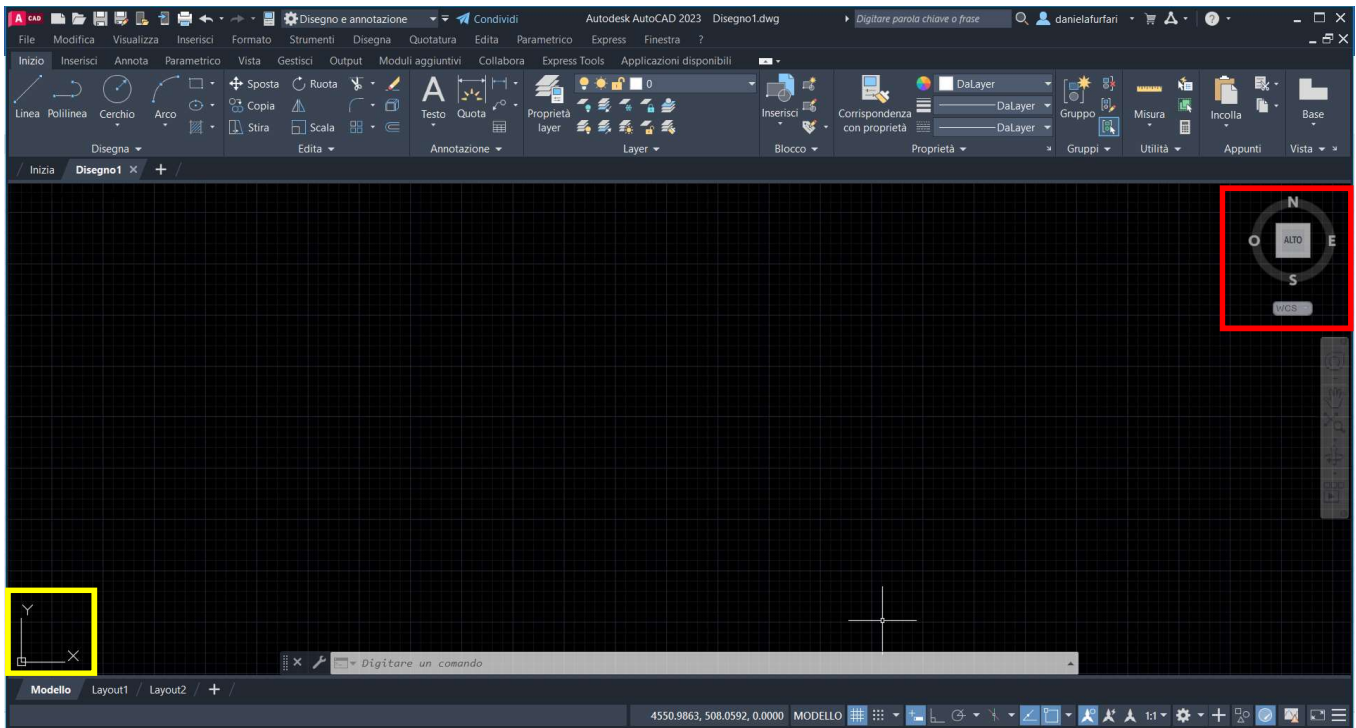 A CAD Disegno e annotazione Condividi Autodesk AutoCAD 2023 Disegno1.dwg Digitare parola chiave o frase danielafurfari ?
File Modifica Visualizza Inserisci Formato Strumenti Disegna Quotatura Edita Parametrico Express Finestra ?
Inizio Inserisci Annota Parametrico Vista Gestisci Output Moduli aggiuntivi Collabora Express Tools Applicazioni disponibili
Linea Polilinea Cerchio Arco Sposta Ruota A Testo Quota Proprietà layer 0 Inserisci Corrispondenza con proprietà DaLayer Gruppo Misura Incolla Base
Copia DaLayer
Stira Scala DaLayer
Disegna Edita Annotazione Layer Blocco Proprietà Gruppi Utilità Appunti Vista
Inizia Disegno1 +
N
O ALTO E
S
WCS
Y
X
Digitare un comando
Modello Layout1 Layout2 +
4550.9863, 508.0592, 0.0000 MODELLO 1:1